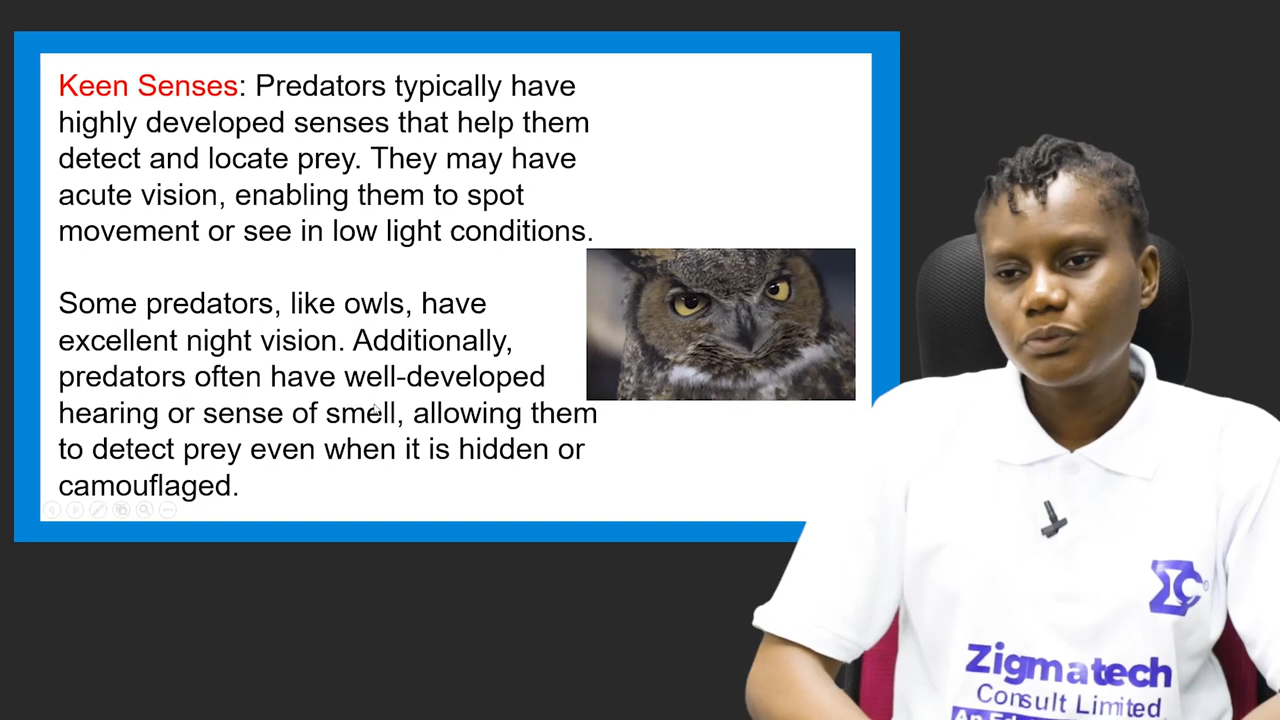 Keen Senses: Predators typically have
highly developed senses that help them
detect and locate prey. They may have
acute vision, enabling them to spot
movement or see in low light conditions.
Some predators, like owls, have
excellent night vision. Additionally,
predators often have well-developed
hearing or sense of smell, allowing them
to detect prey even when it is hidden or
camouflaged.
Zigmatech
Consult Limited